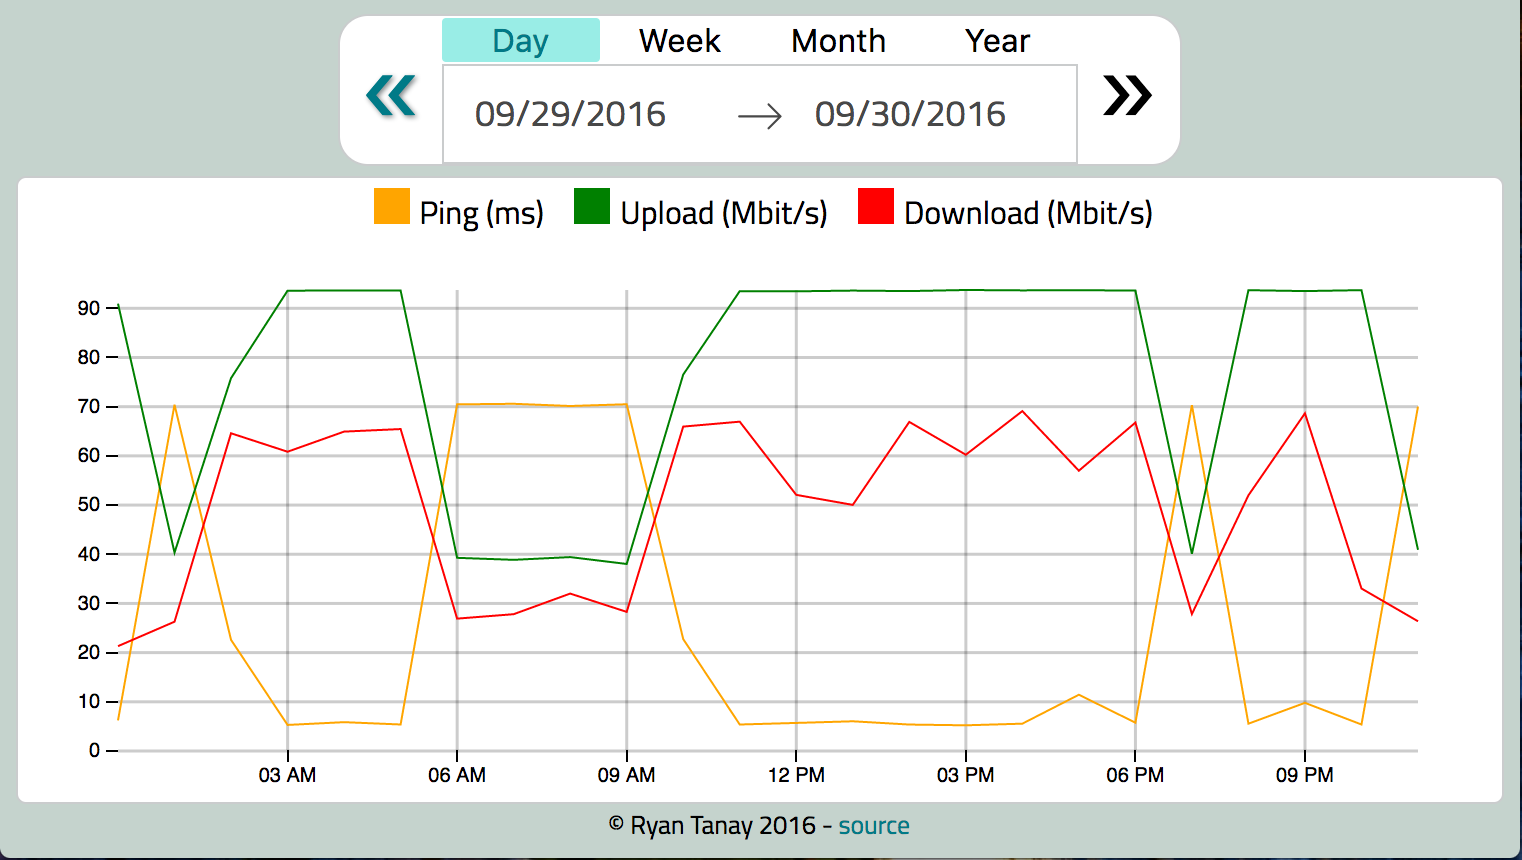 Day Week Month Year
09/29/2016 → 09/30/2016
Ping (ms) Upload (Mbit/s) Download (Mbit/s)
90
80
70
60
50
40
30
20
10
0
03 AM 06 AM 09 AM 12 PM 03 PM 06 PM 09 PM
© Ryan Tanay 2016 - source